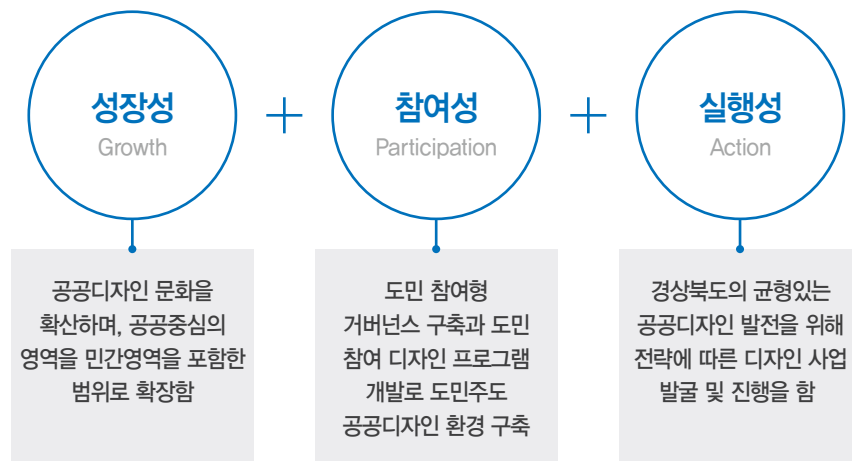 성장성
Growth
+
참여성
Participation
+
실행성
Action
공공디자인 문화를
확산하며, 공공중심의
영역을 민간영역을 포함한
범위로 확장함
도민 참여형
거버넌스 구축과 도민
참여 디자인 프로그램
개발로 도민주도
공공디자인 환경 구축
경상북도의 균형있는
공공디자인 발전을 위해
전략에 따른 디자인 사업
발굴 및 진행을 함